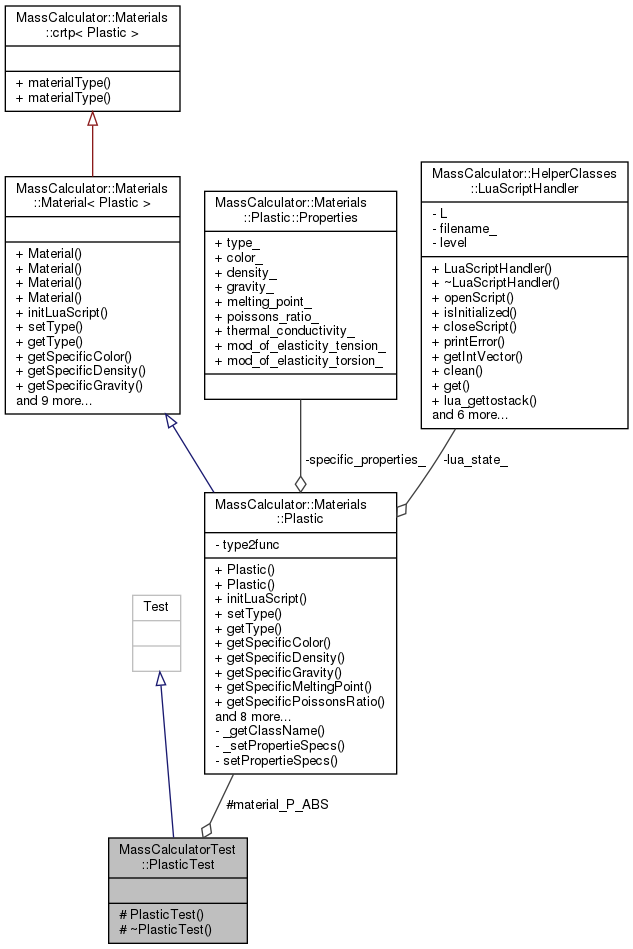 MassCalculator::Materials
::crtp< Plastic >
+ materialType()
+ materialType()
MassCalculator::Materials
::Material< Plastic >
+ Material()
+ Material()
+ Material()
+ Material()
+ initLuaScript()
+ setType()
+ getType()
+ getSpecificColor()
+ getSpecificDensity()
+ getSpecificGravity()
and 9 more...
MassCalculator::Materials
::Plastic::Properties
+ type_
+ color_
+ density_
+ gravity_
+ melting_point_
+ poissons_ratio_
+ thermal_conductivity_
+ mod_of_elasticity_tension_
+ mod_of_elasticity_torsion_
MassCalculator::HelperClasses
::LuaScriptHandler
- L
- filename_
- level
+ LuaScriptHandler()
+ ~LuaScriptHandler()
+ openScript()
+ isInitialized()
+ closeScript()
+ printError()
+ getIntVector()
+ clean()
+ get()
+ lua_gettostack()
and 6 more...
-specific_properties_
-lua_state_
MassCalculator::Materials
::Plastic
- type2func
+ Plastic()
+ Plastic()
+ initLuaScript()
+ setType()
+ getType()
+ getSpecificColor()
+ getSpecificDensity()
+ getSpecificGravity()
+ getSpecificMeltingPoint()
+ getSpecificPoissonsRatio()
and 8 more...
- _getClassName()
- _setPropertieSpecs()
- setPropertieSpecs()
Test
#material_P_ABS
MassCalculatorTest
::PlasticTest
# PlasticTest()
# ~PlasticTest()